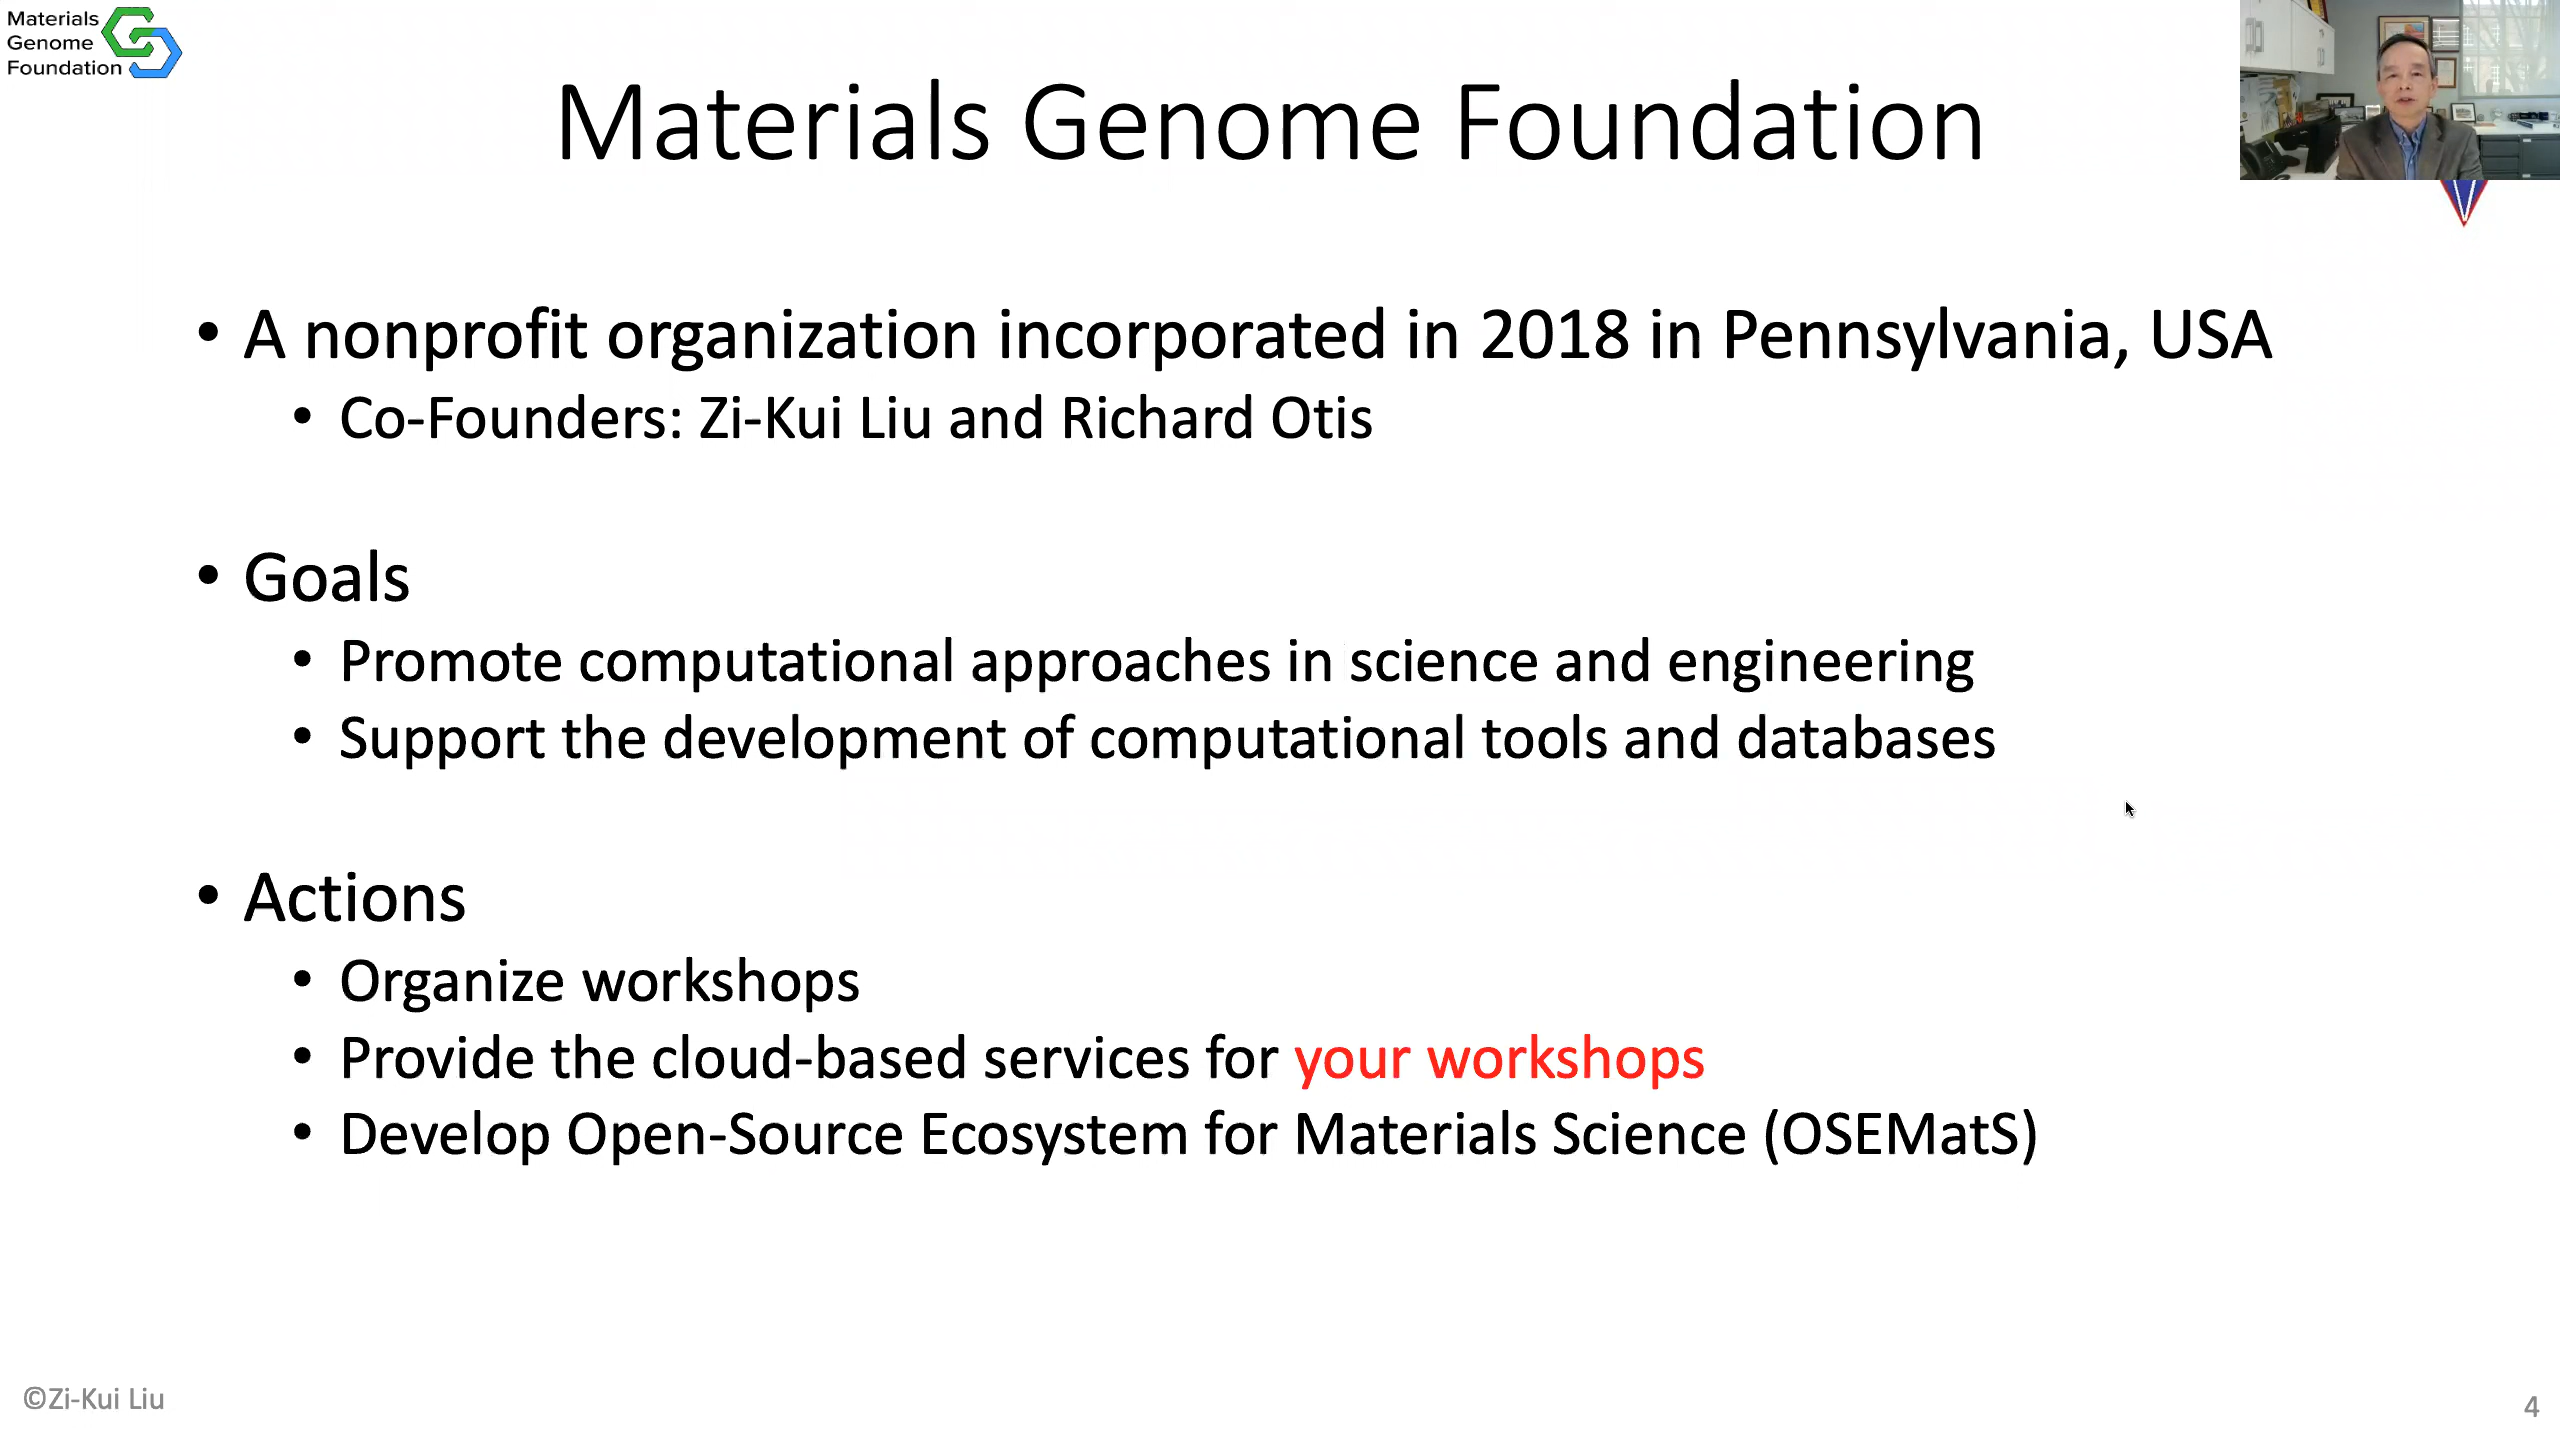 Materials
Genome
Foundation
Materials Genome Foundation
• A nonprofit organization incorporated in 2018 in Pennsylvania, USA
• Co-Founders: Zi-Kui Liu and Richard Otis
• Goals
• Promote computational approaches in science and engineering
• Support the development of computational tools and databases
• Actions
• Organize workshops
• Provide the cloud-based services for your workshops
• Develop Open-Source Ecosystem for Materials Science (OSEMatS)
©Zi-Kui Liu
4